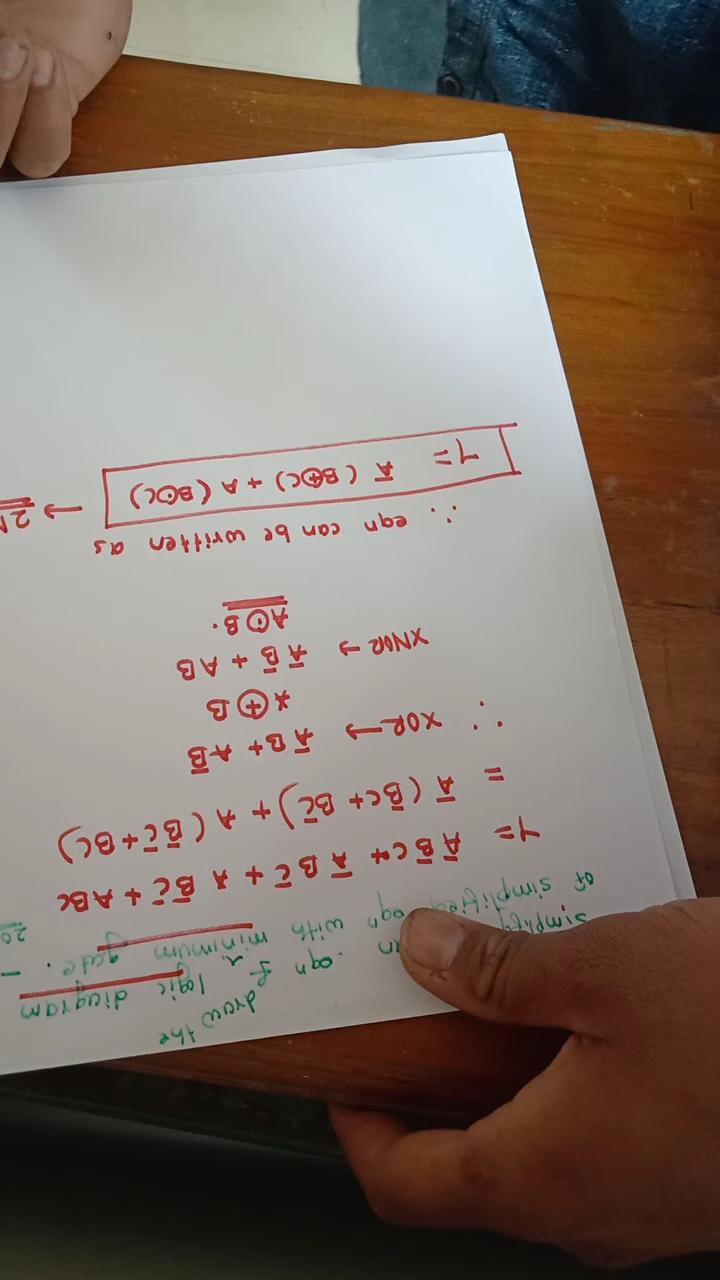 draw the
simplify eqn & logic diagram
of simplified eqn with minimum gate. -
Y = A̅B̅C + A̅BC̅ + AB̅C̅ + ABC
= A̅(B̅C + BC̅) + A(B̅C̅ + BC)
∴ XOR → A̅B + AB̅
A⊕B
XNOR → A̅B̅ + AB
A⊙B.
∴ eqn can be written as
Y = A̅(B⊕C) + A(B⊙C) →